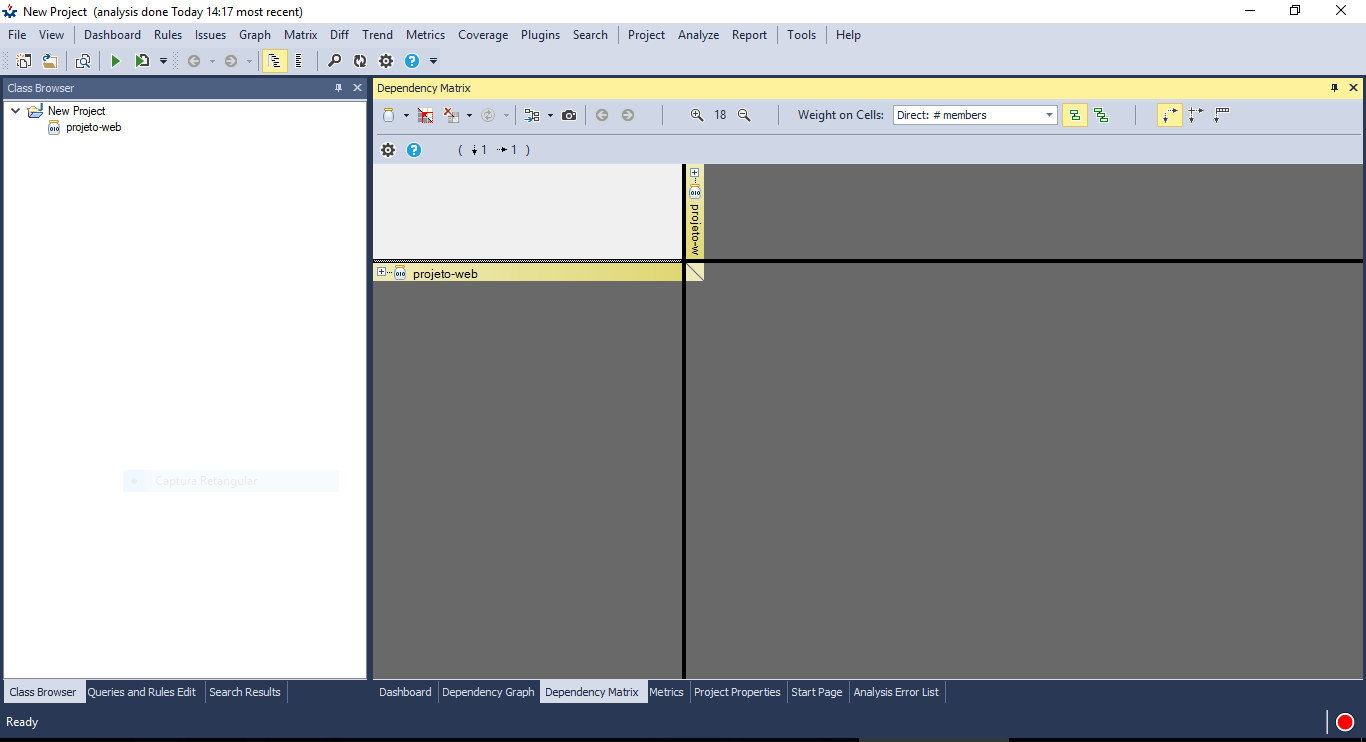 New Project (analysis done Today 14:17 most recent)
File View Dashboard Rules Issues Graph Matrix Diff Trend Metrics Coverage Plugins Search Project Analyze Report Tools Help
Class Browser
New Project
projeto-web
Captura Retangular
Class Browser Queries and Rules Edit Search Results
Dependency Matrix
18 Weight on Cells: Direct: # members
( 1 1 )
projeto-w
projeto-web
Dashboard Dependency Graph Dependency Matrix Metrics Project Properties Start Page Analysis Error List
Ready